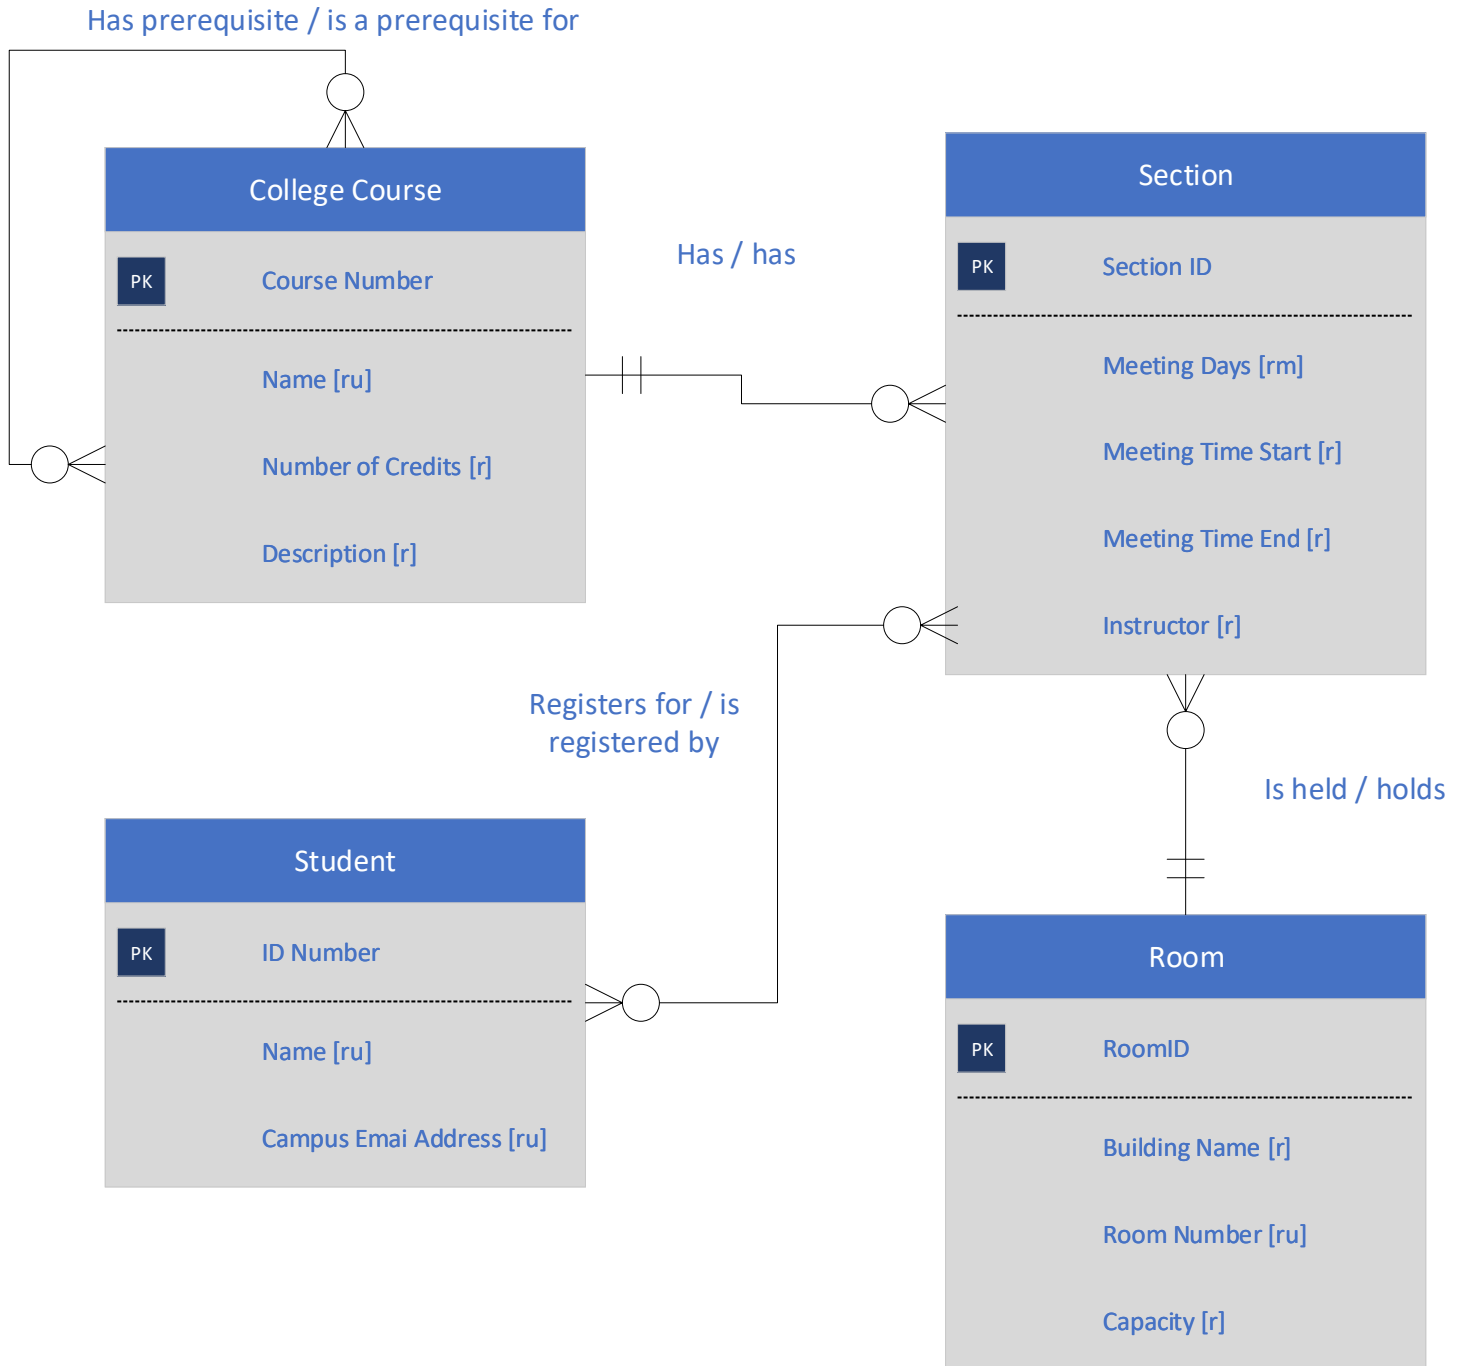 Has prerequisite / is a prerequisite for
College Course
PK
Course Number
Name [ru]
Number of Credits [r]
Description [r]
Has / has
Section
PK
Section ID
Meeting Days [rm]
Meeting Time Start [r]
Meeting Time End [r]
Instructor [r]
Registers for / is
registered by
Is held / holds
Student
PK
ID Number
Name [ru]
Campus Emai Address [ru]
Room
PK
RoomID
Building Name [r]
Room Number [ru]
Capacity [r]